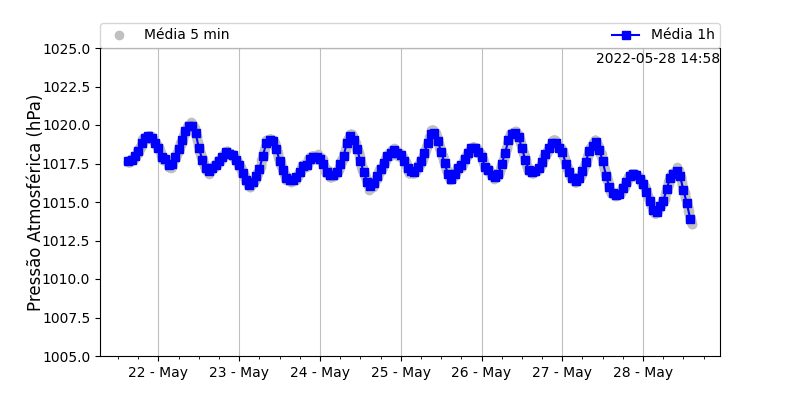 Média 5 min
Média 1h
2022-05-28 14:58
Pressão Atmosférica (hPa)
1025.0
1022.5
1020.0
1017.5
1015.0
1012.5
1010.0
1007.5
1005.0
22 - May
23 - May
24 - May
25 - May
26 - May
27 - May
28 - May